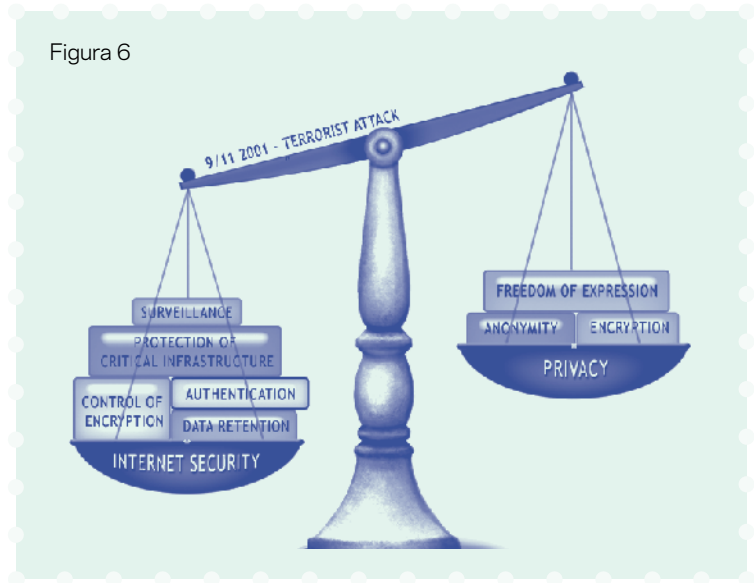 Figura 6
9/11 2001 - TERRORIST ATTACK
SURVEILLANCE
PROTECTION OF
CRITICAL INFRASTRUCTURE
CONTROL OF
ENCRYPTION
AUTHENTICATION
DATA RETENTION
INTERNET SECURITY
FREEDOM OF EXPRESSION
ANONYMITY
ENCRYPTION
PRIVACY